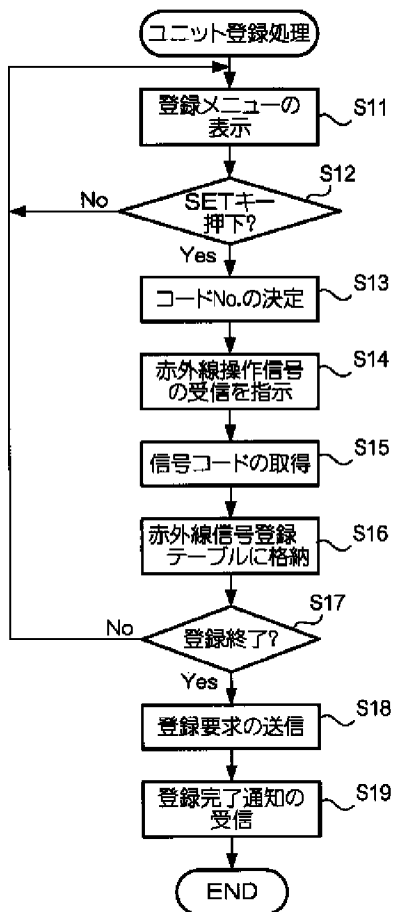 ユニット登録処理
登録メニューの
表示
S11
S12
SETキー
押下?
No
Yes
コードNo.の決定
S13
赤外線操作信号
の受信を指示
S14
信号コードの取得
S15
赤外線信号登録
テーブルに格納
S16
S17
登録終了?
No
Yes
登録要求の送信
S18
登録完了通知の
受信
S19
END